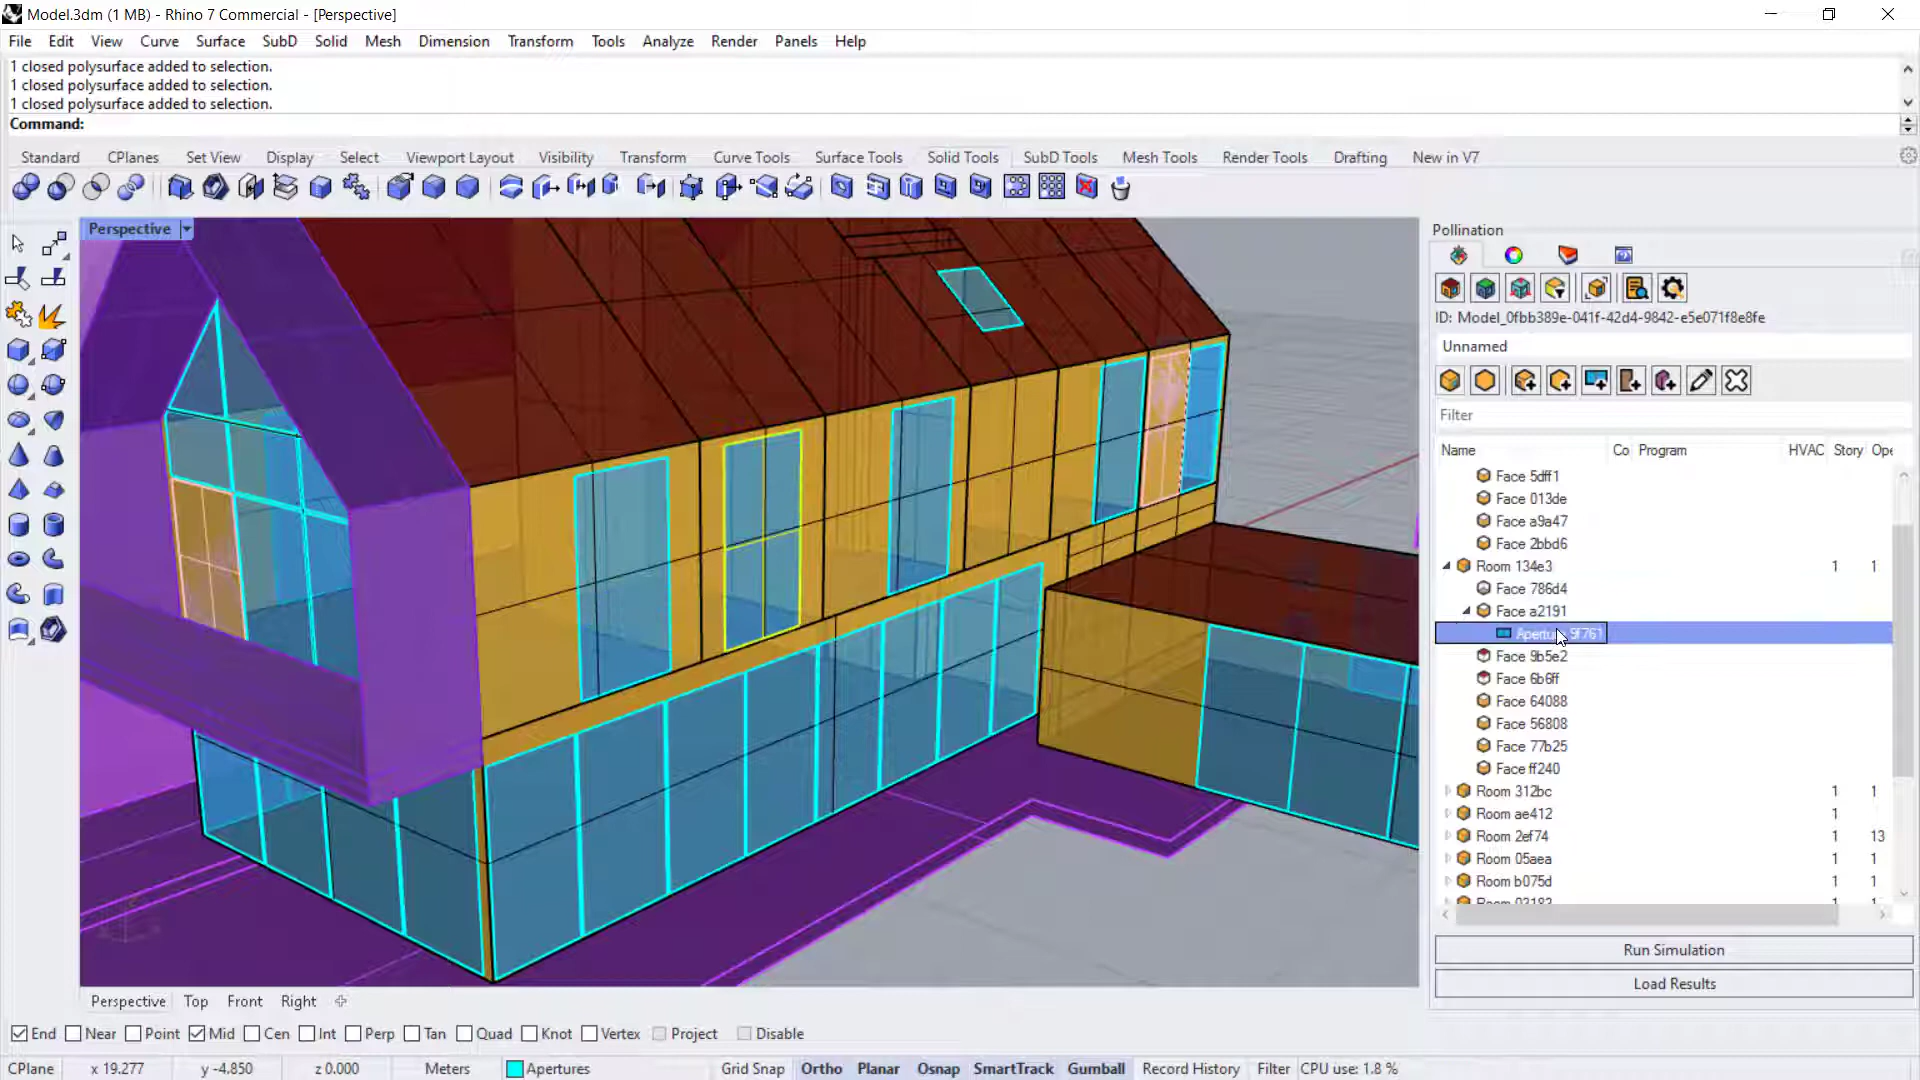 Model.3dm (1 MB) - Rhino 7 Commercial - [Perspective]
File Edit View Curve Surface SubD Solid Mesh Dimension Transform Tools Analyze Render Panels Help
1 closed polysurface added to selection.
1 closed polysurface added to selection.
1 closed polysurface added to selection.
Command:
Standard CPlanes Set View Display Select Viewport Layout Visibility Transform Curve Tools Surface Tools Solid Tools SubD Tools Mesh Tools Render Tools Drafting New in V7
Perspective
Pollination
ID: Model_0fbb389e-041f-42d4-9842-e5e071f8e8fe
Unnamed
Filter
Name Co Program HVAC Story Ope
Face 5dff1
Face 013de
Face a9a47
Face 2bbd6
Room 134e3 1 1
Face 786d4
Face a2191
9f761
Face 9b5e2
Face 6b6ff
Face 64088
Face 56808
Face 77b25
Face ff240
Room 312bc 1 1
Room ae412 1
Room 2ef74 1 13
Room 05aea 1 1
Room b075d 1 1
Room 03183
Run Simulation
Load Results
Perspective Top Front Right
End Near Point Mid Cen Int Perp Tan Quad Knot Vertex Project Disable
CPlane x 19.277 y -4.850 z 0.000 Meters Apertures Grid Snap Ortho Planar Osnap SmartTrack Gumball Record History Filter CPU use: 1.8 %